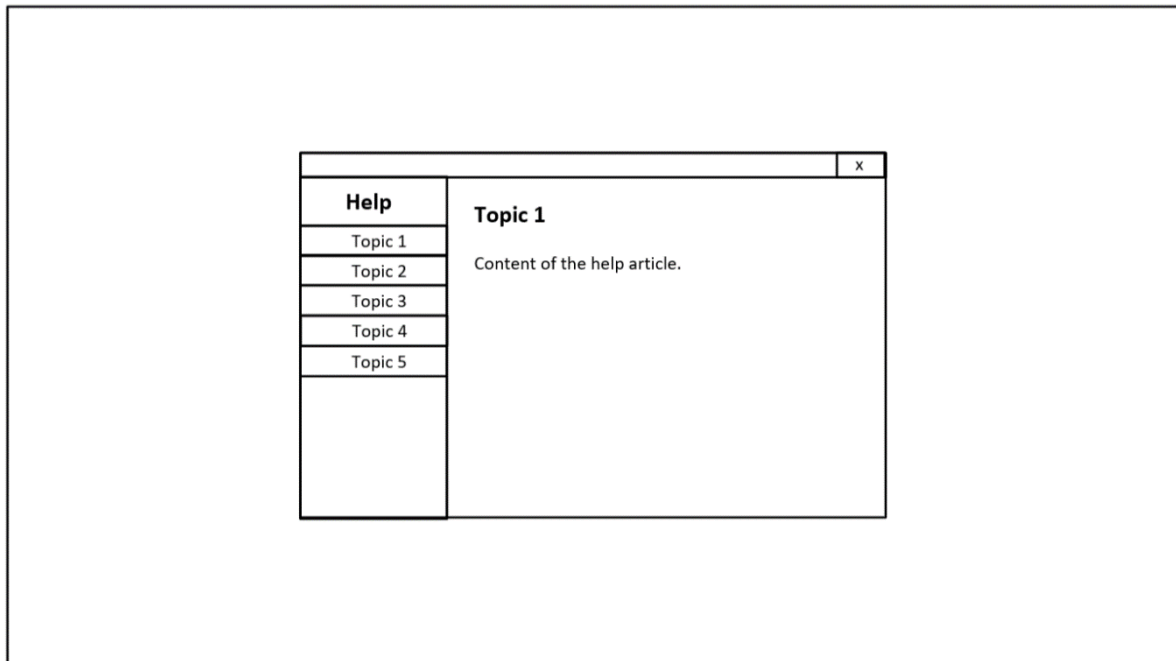 x
Help
Topic 1
Topic 2
Topic 3
Topic 4
Topic 5
Topic 1
Content of the help article.